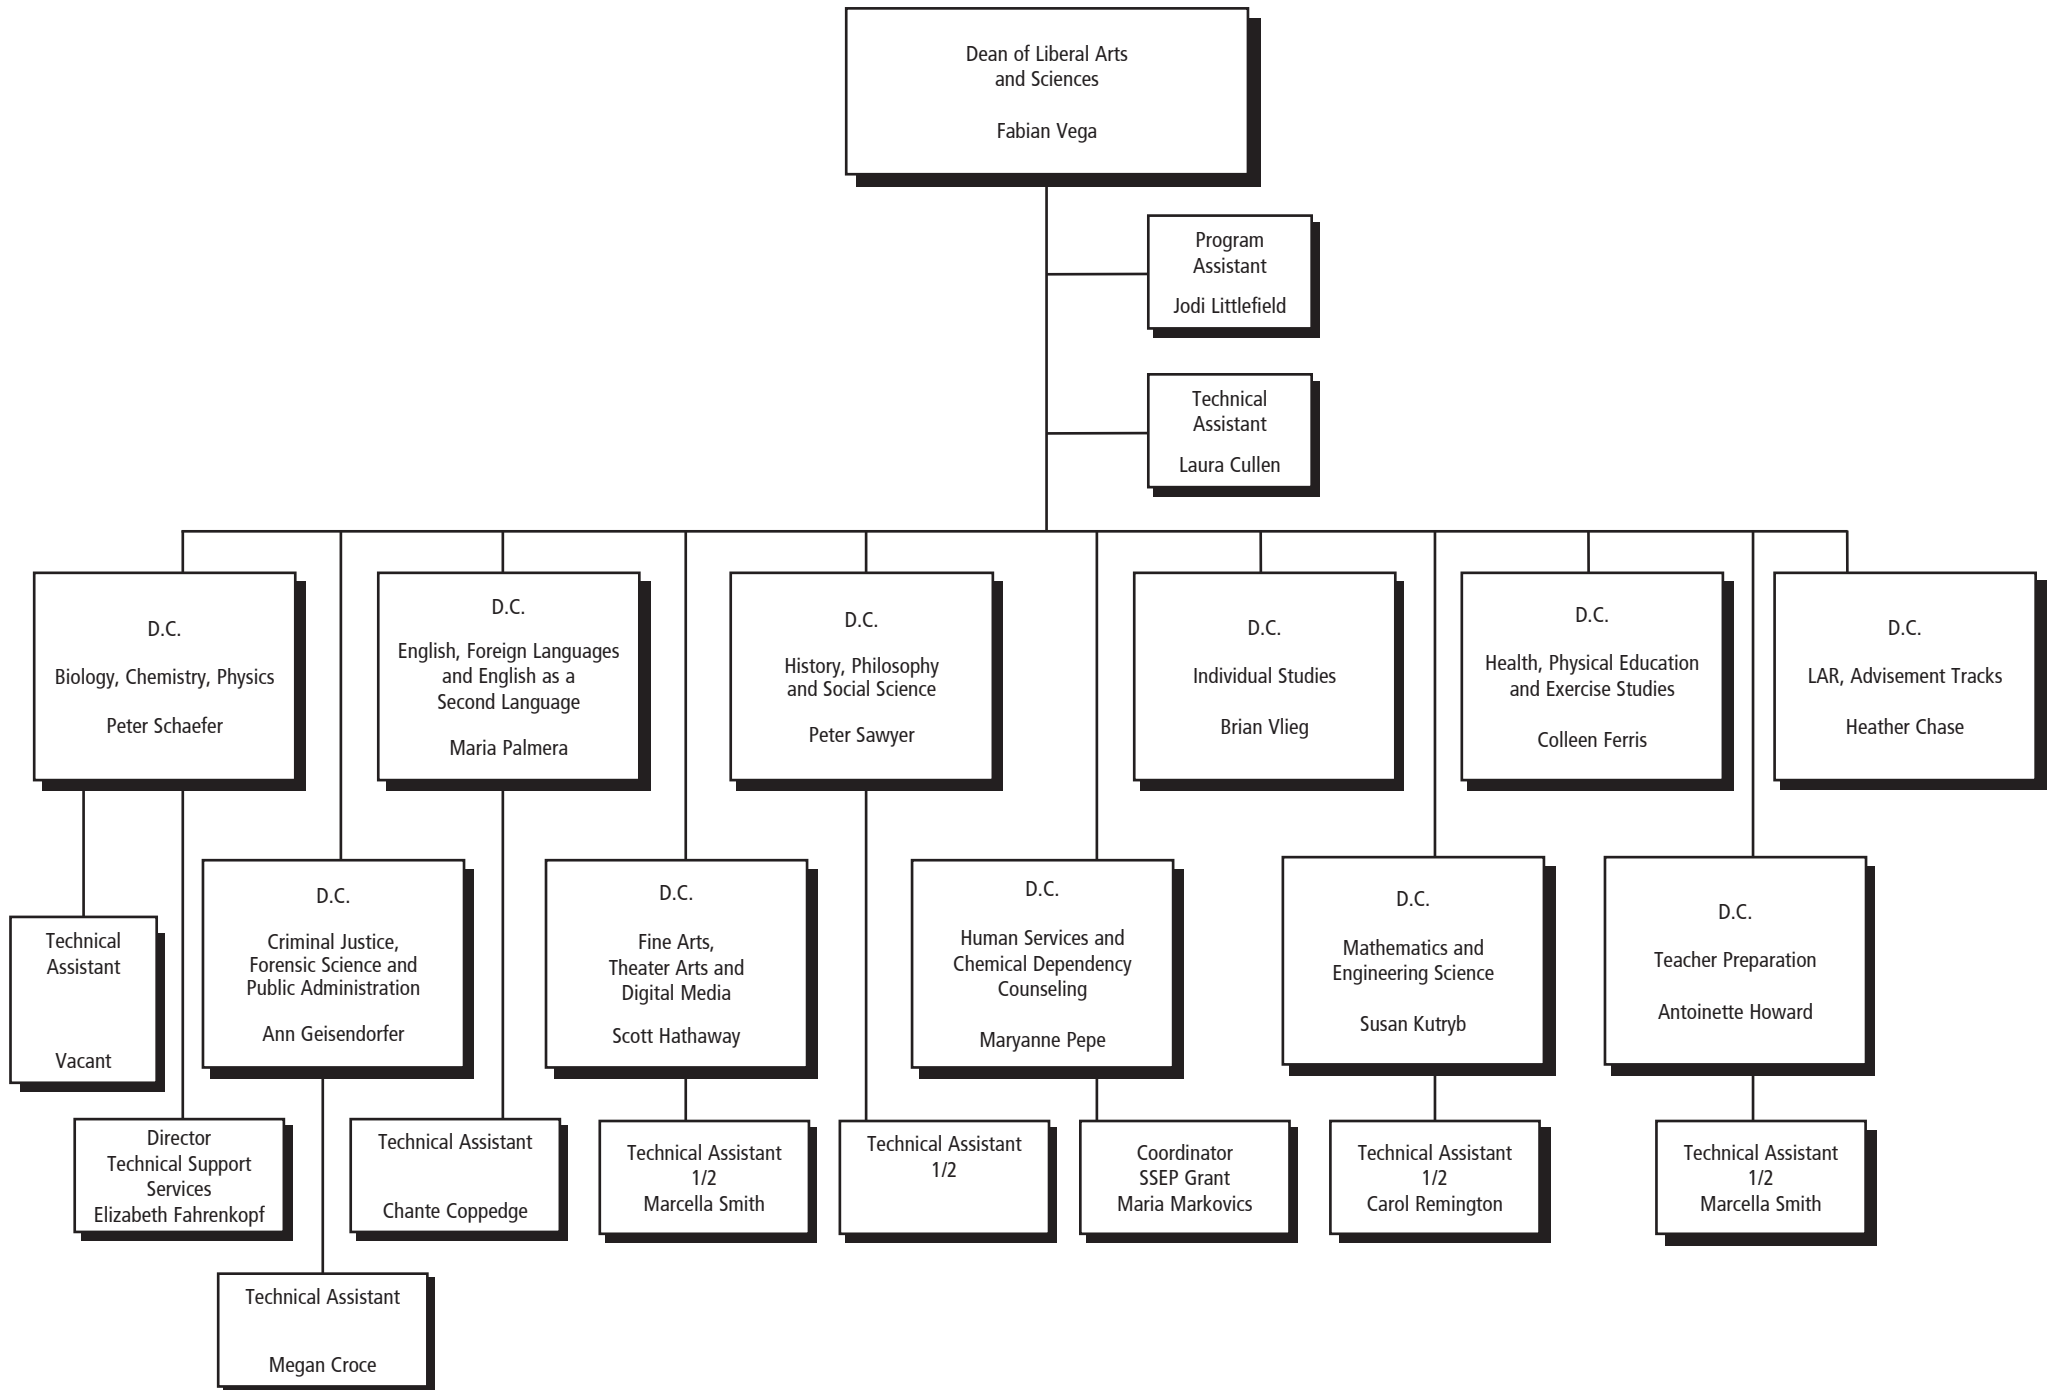 Dean of Liberal Arts
and Sciences
Fabian Vega
Program
Assistant
Jodi Littlefield
Technical
Assistant
Laura Cullen
D.C.
Biology, Chemistry, Physics
Peter Schaefer
D.C.
English, Foreign Languages
and English as a
Second Language
Maria Palmera
D.C.
History, Philosophy
and Social Science
Peter Sawyer
D.C.
Individual Studies
Brian Vlieg
D.C.
Health, Physical Education
and Exercise Studies
Colleen Ferris
D.C.
LAR, Advisement Tracks
Heather Chase
Technical
Assistant
Vacant
D.C.
Criminal Justice,
Forensic Science and
Public Administration
Ann Geisendorfer
D.C.
Fine Arts,
Theater Arts and
Digital Media
Scott Hathaway
D.C.
Human Services and
Chemical Dependency
Counseling
Maryanne Pepe
D.C.
Mathematics and
Engineering Science
Susan Kutryb
D.C.
Teacher Preparation
Antoinette Howard
Director
Technical Support
Services
Elizabeth Fahrenkopf
Technical Assistant
Chante Coppedge
Technical Assistant
1/2
Marcella Smith
Technical Assistant
1/2
Coordinator
SSEP Grant
Maria Markovics
Technical Assistant
1/2
Carol Remington
Technical Assistant
1/2
Marcella Smith
Technical Assistant
Megan Croce